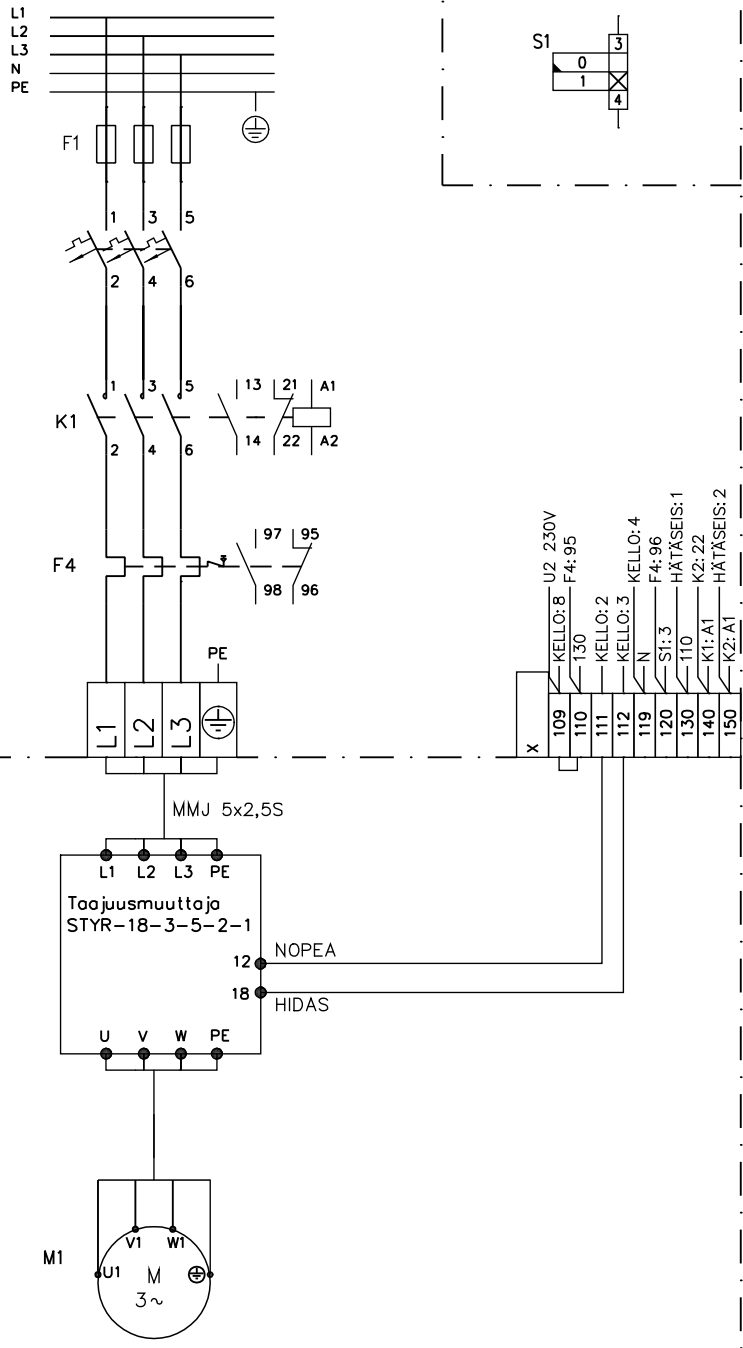 L1
L2
L3
N
PE
S1
3
0
1
4
F1
1 3 5
2 4 6
K1
1 3 5
13 21 A1
2 4 6
14 22 A2
F4
97 95
98 96
PE
L1 L2 L3
U2 230V
KELLO:8
F4:95
130
KELLO:2
KELLO:3
KELLO:4
N
F4:96
S1:3
HÄTÄSEIS:1
110
K2:22
K1:A1
HÄTÄSEIS:2
K2:A1
X 109 110 111 112 119 120 130 140 150
MMJ 5x2,5S
L1 L2 L3 PE
Taajuusmuuttaja
STYR-18-3-5-2-1
12 NOPEA
18 HIDAS
U V W PE
M1
V1 W1
U1 M
3~